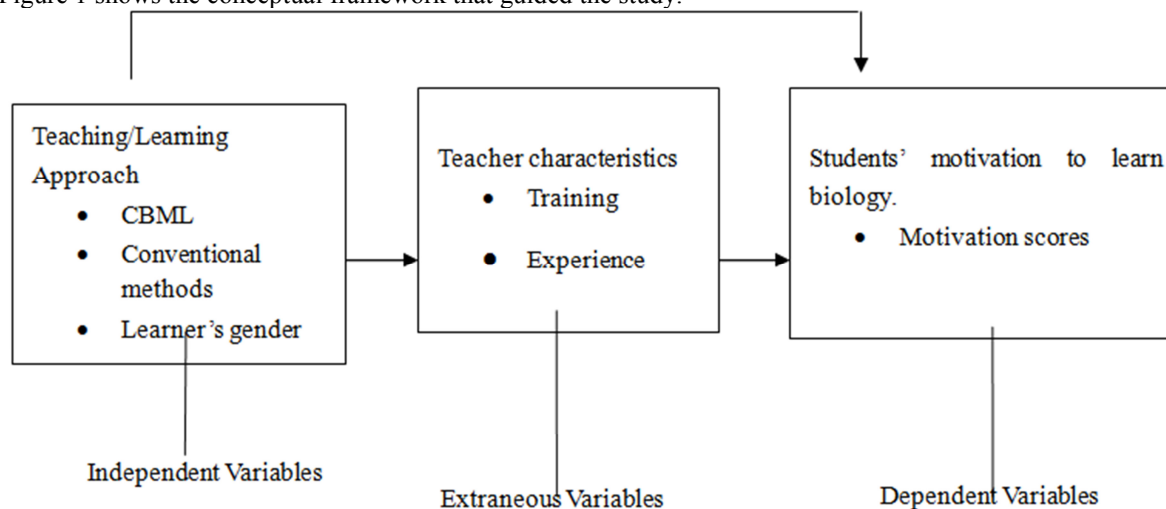 Figure 1 shows the conceptual framework that guided the study.
Teaching/Learning
Approach
• CBML
• Conventional
methods
• Learner's gender
Teacher characteristics
• Training
• Experience
Students' motivation to learn
biology.
• Motivation scores
Independent Variables
Extraneous Variables
Dependent Variables